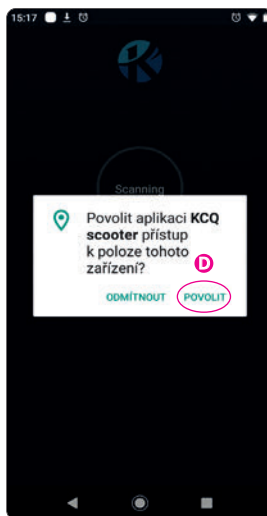 15:17
Scanning
Povolit aplikaci KCQ
scooter přístup
k poloze tohoto
zařízení?
D
ODMÍTNOUT POVOLIT